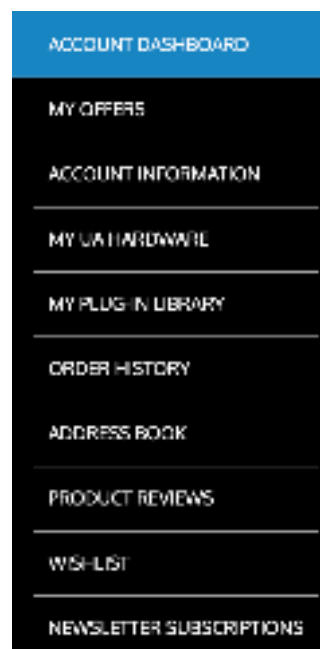 ACCOUNT DASHBOARD
MY OFFERS
ACCOUNT INFORMATION
MY UA HARDWARE
MY PLUG-IN LIBRARY
ORDER HISTORY
ADDRESS BOOK
PRODUCT REVIEWS
WISHLIST
NEWSLETTER SUBSCRIPTIONS